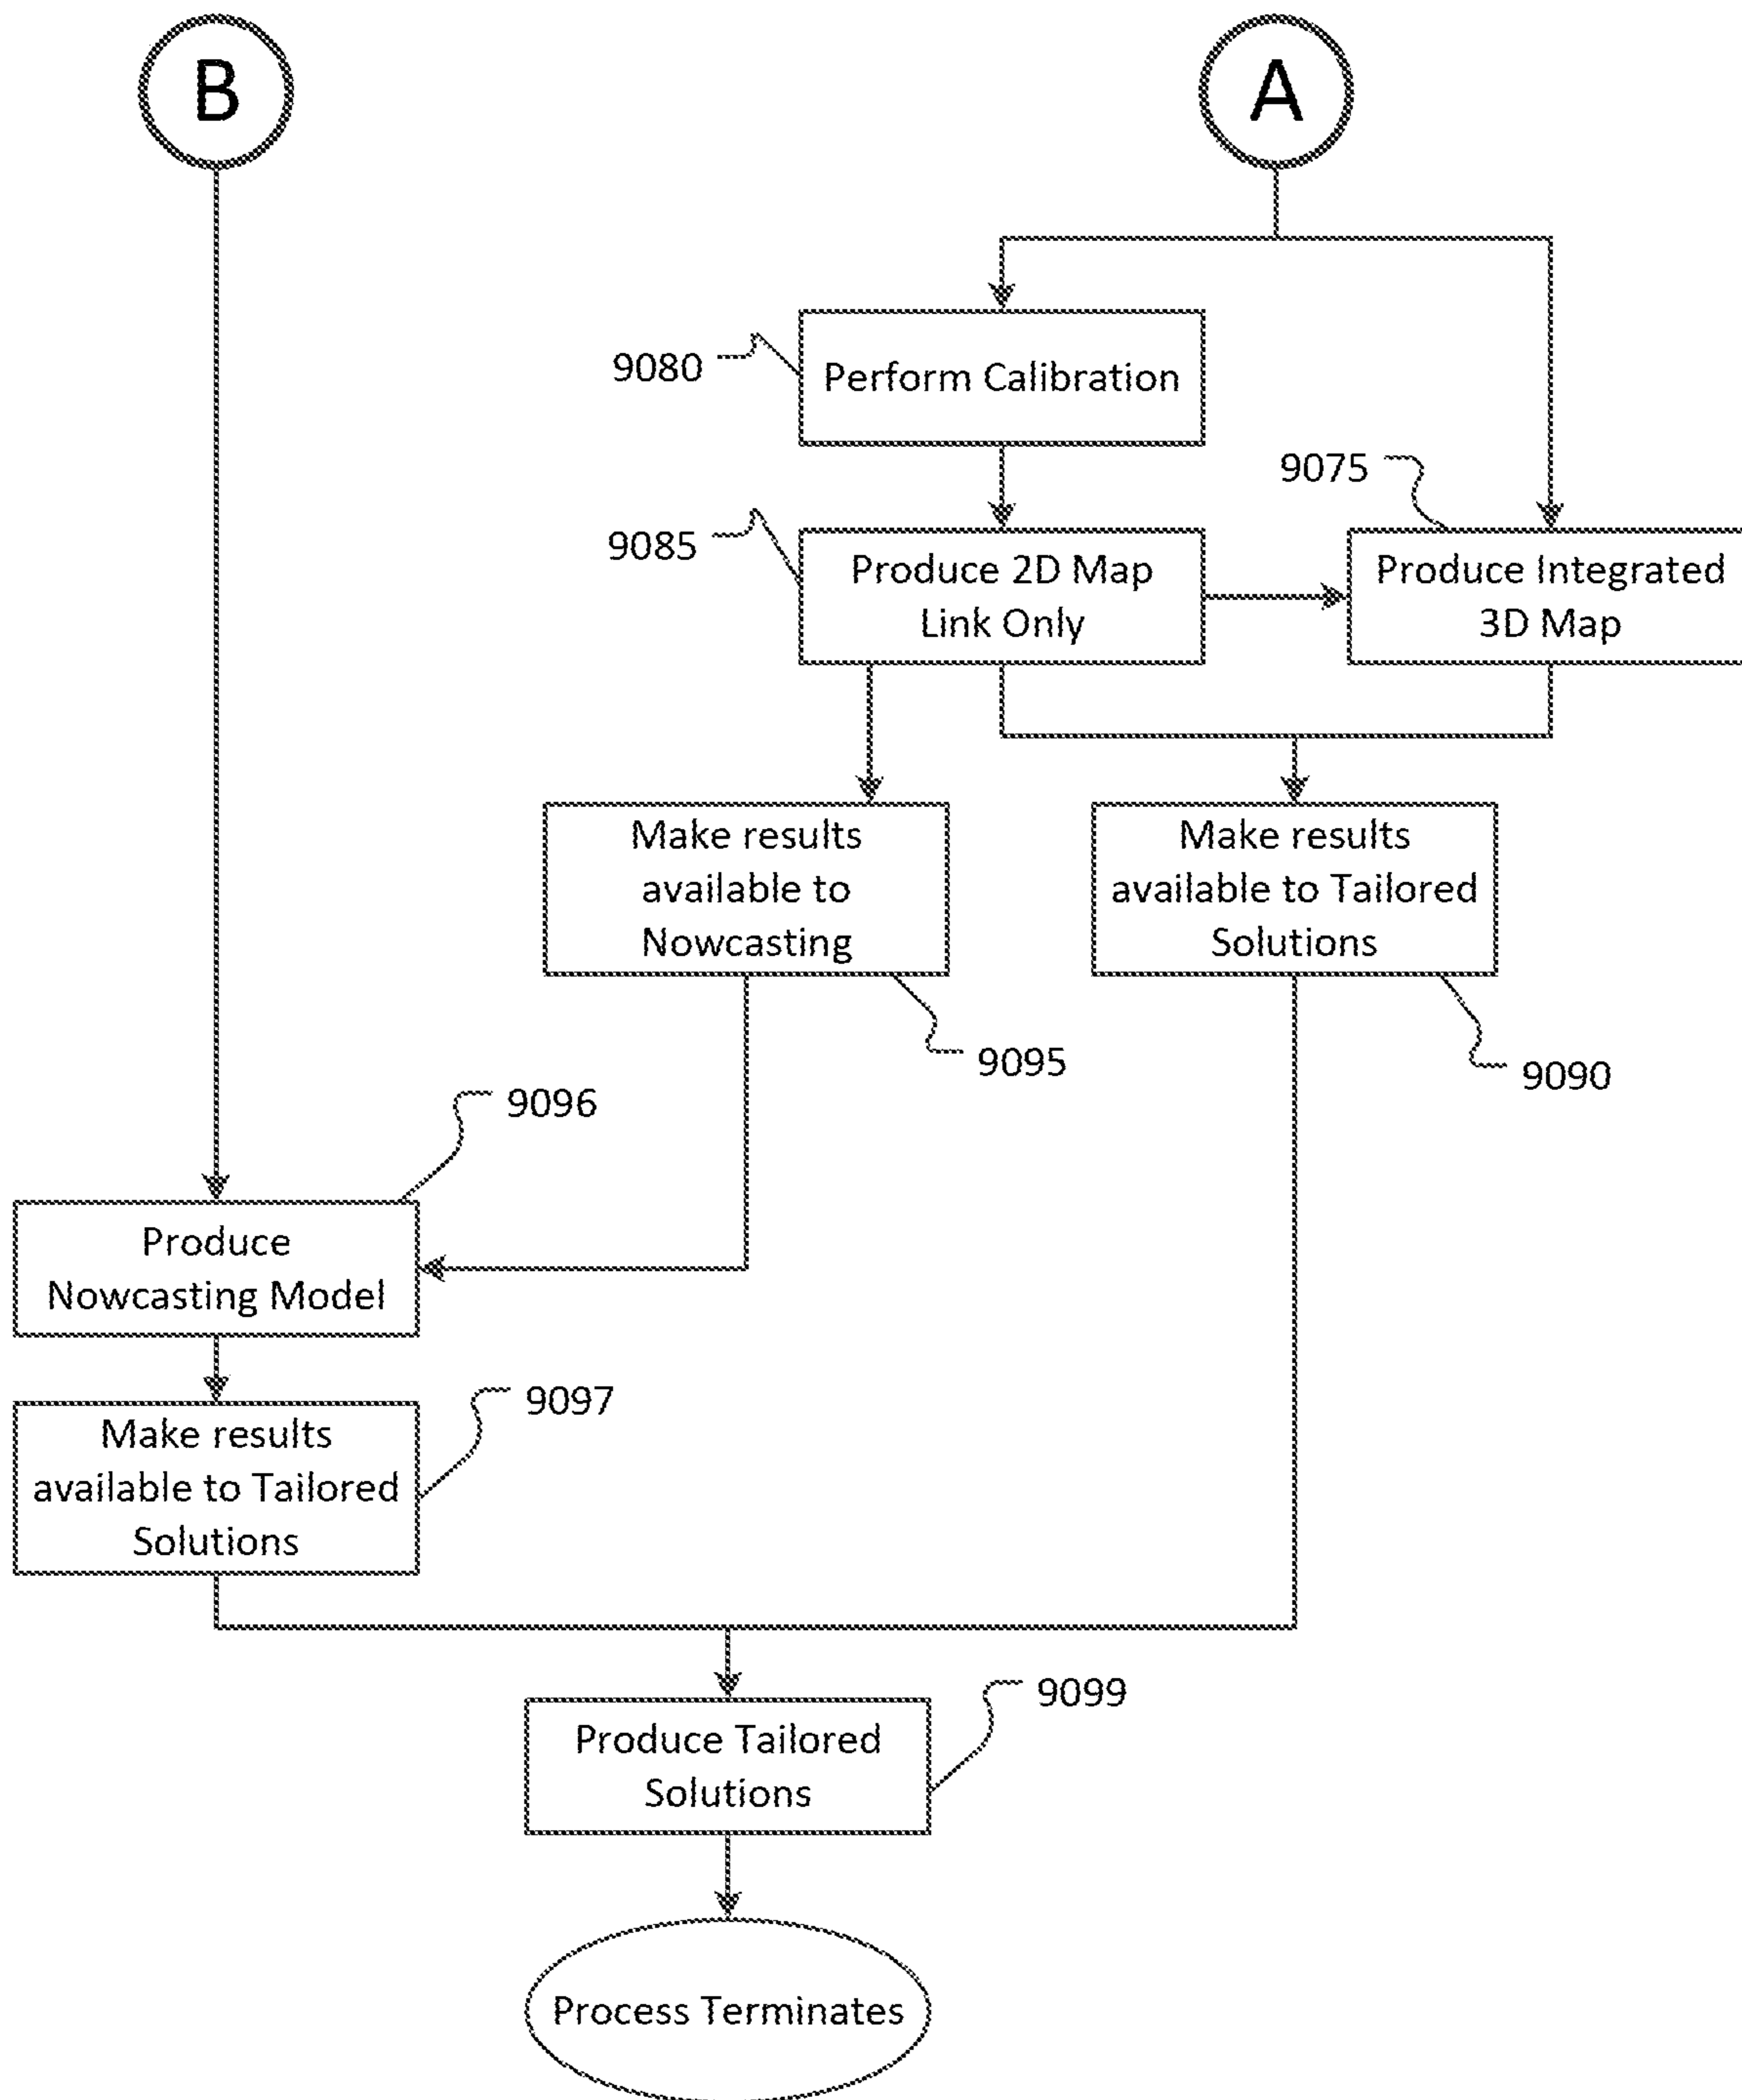 B
A
9080
Perform Calibration
9075
9085
Produce 2D Map
Link Only
Produce Integrated
3D Map
Make results
available to
Nowcasting
Make results
available to Tailored
Solutions
9095
9090
9096
Produce
Nowcasting Model
9097
Make results
available to Tailored
Solutions
9099
Produce Tailored
Solutions
Process Terminates